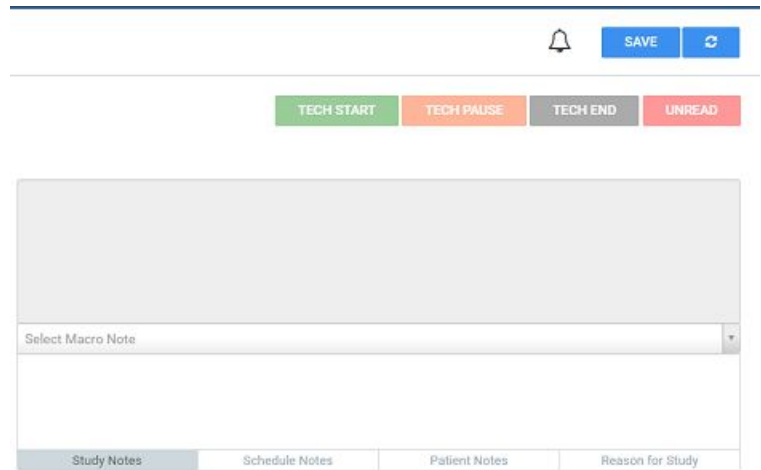 SAVE
TECH START TECH PAUSE TECH END UNREAD
Select Macro Note
Study Notes Schedule Notes Patient Notes Reason for Study